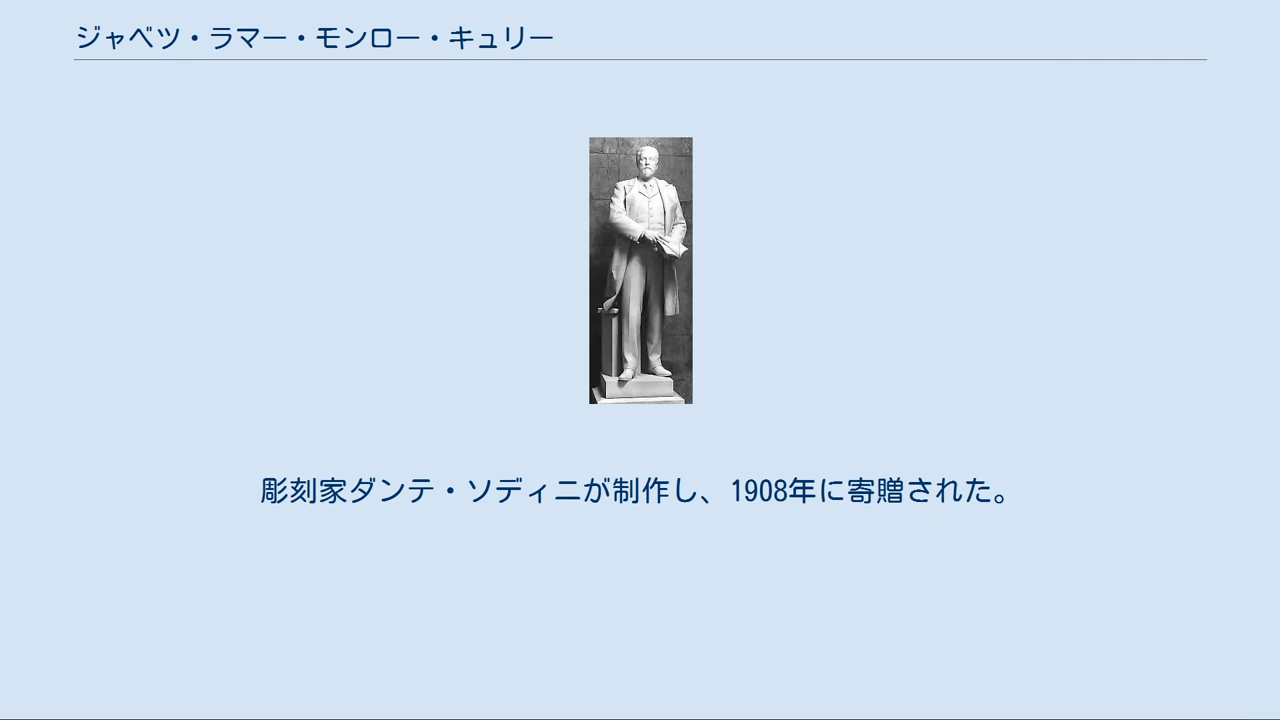 ジャベツ・ラマー・モンロー・キュリー
彫刻家ダンテ・ソディニが制作し、1908年に寄贈された。